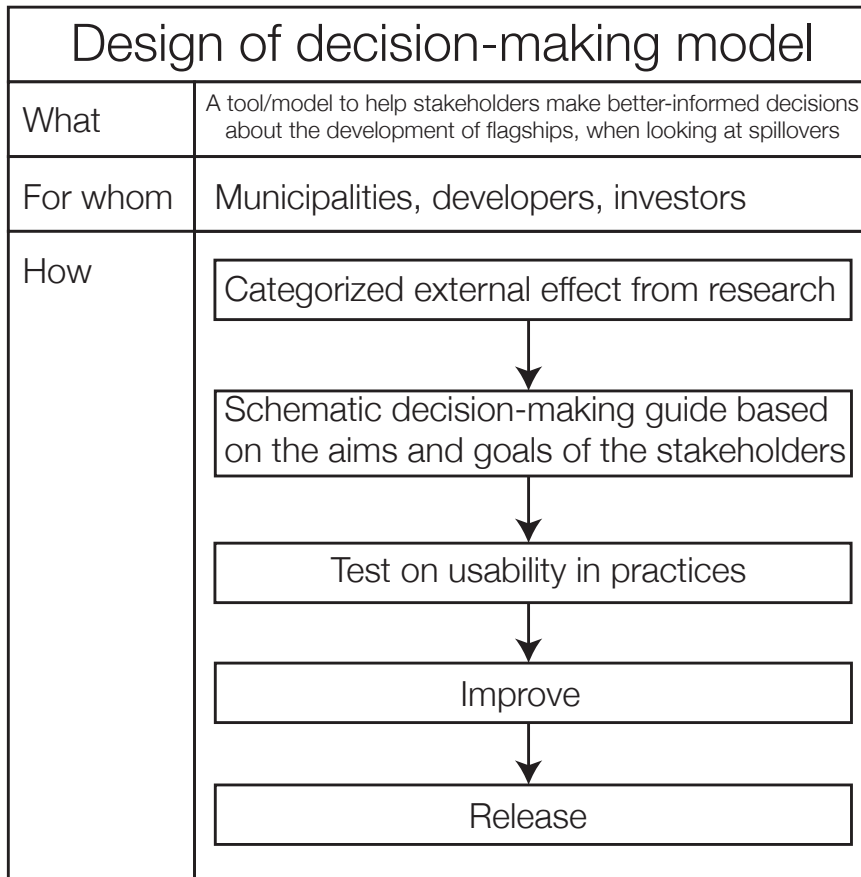 Design of decision-making model
What
A tool/model to help stakeholders make better-informed decisions
about the development of flagships, when looking at spillovers
For whom
Municipalities, developers, investors
How
Categorized external effect from research
Schematic decision-making guide based
on the aims and goals of the stakeholders
Test on usability in practices
Improve
Release